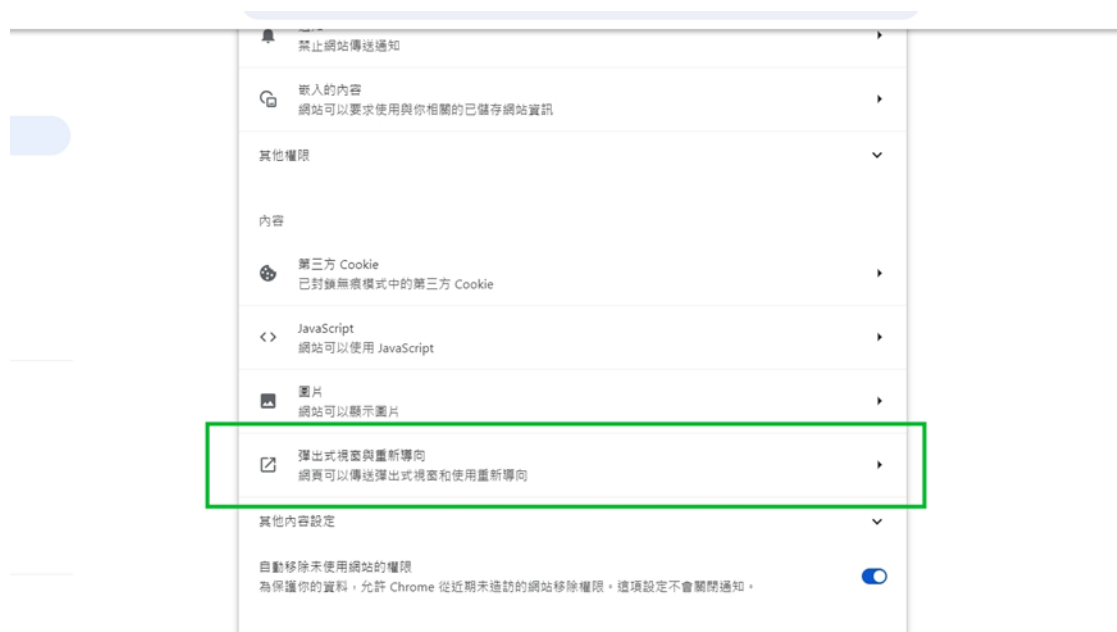 禁止網站傳送通知
嵌入的內容
網站可以要求使用與你相關的已儲存網站資訊
其他權限
內容
第三方 Cookie
已封鎖無痕模式中的第三方 Cookie
JavaScript
網站可以使用 JavaScript
圖片
網站可以顯示圖片
彈出式視窗與重新導向
網頁可以傳送彈出式視窗和使用重新導向
其他內容設定
自動移除未使用網站的權限
為保護你的資料，允許 Chrome 從近期未造訪的網站移除權限。這項設定不會關閉通知。